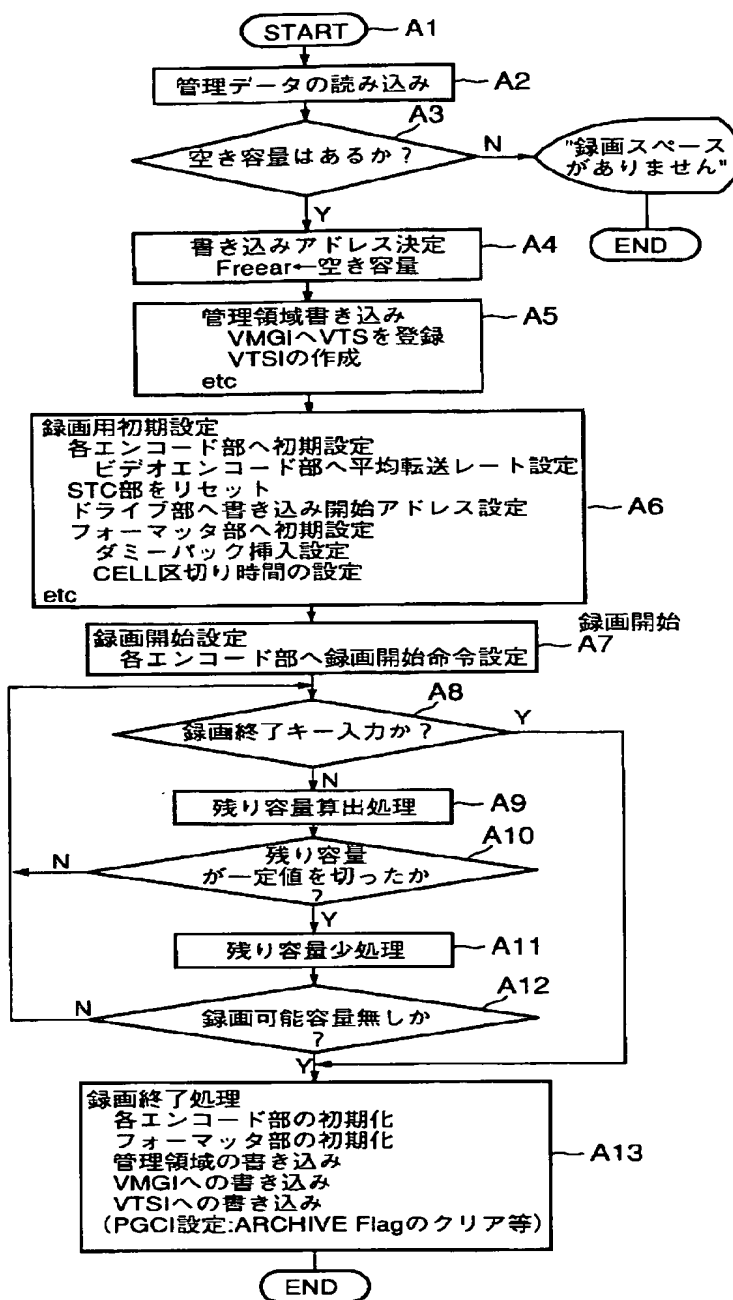 START
A1
管理データの読み込み
A2
A3
空き容量はあるか？
N
"録画スペース
がありません"
Y
END
書き込みアドレス決定
Freear←空き容量
A4
管理領域書き込み
VMGIへVTSを登録
VTSIの作成
etc
A5
録画用初期設定
各エンコード部へ初期設定
ビデオエンコード部へ平均転送レート設定
STC部をリセット
ドライブ部へ書き込み開始アドレス設定
フォーマッタ部へ初期設定
ダミーパック挿入設定
CELL区切り時間の設定
etc
A6
録画開始
録画開始設定
各エンコード部へ録画開始命令設定
A7
A8
録画終了キー入力か？
Y
N
残り容量算出処理
A9
A10
残り容量
が一定値を切ったか
？
N
Y
残り容量少処理
A11
A12
録画可能容量無しか
？
N
Y
録画終了処理
各エンコード部の初期化
フォーマッタ部の初期化
管理領域の書き込み
VMGIへの書き込み
VTSIへの書き込み
（PGCI設定:ARCHIVE Flagのクリア等）
A13
END